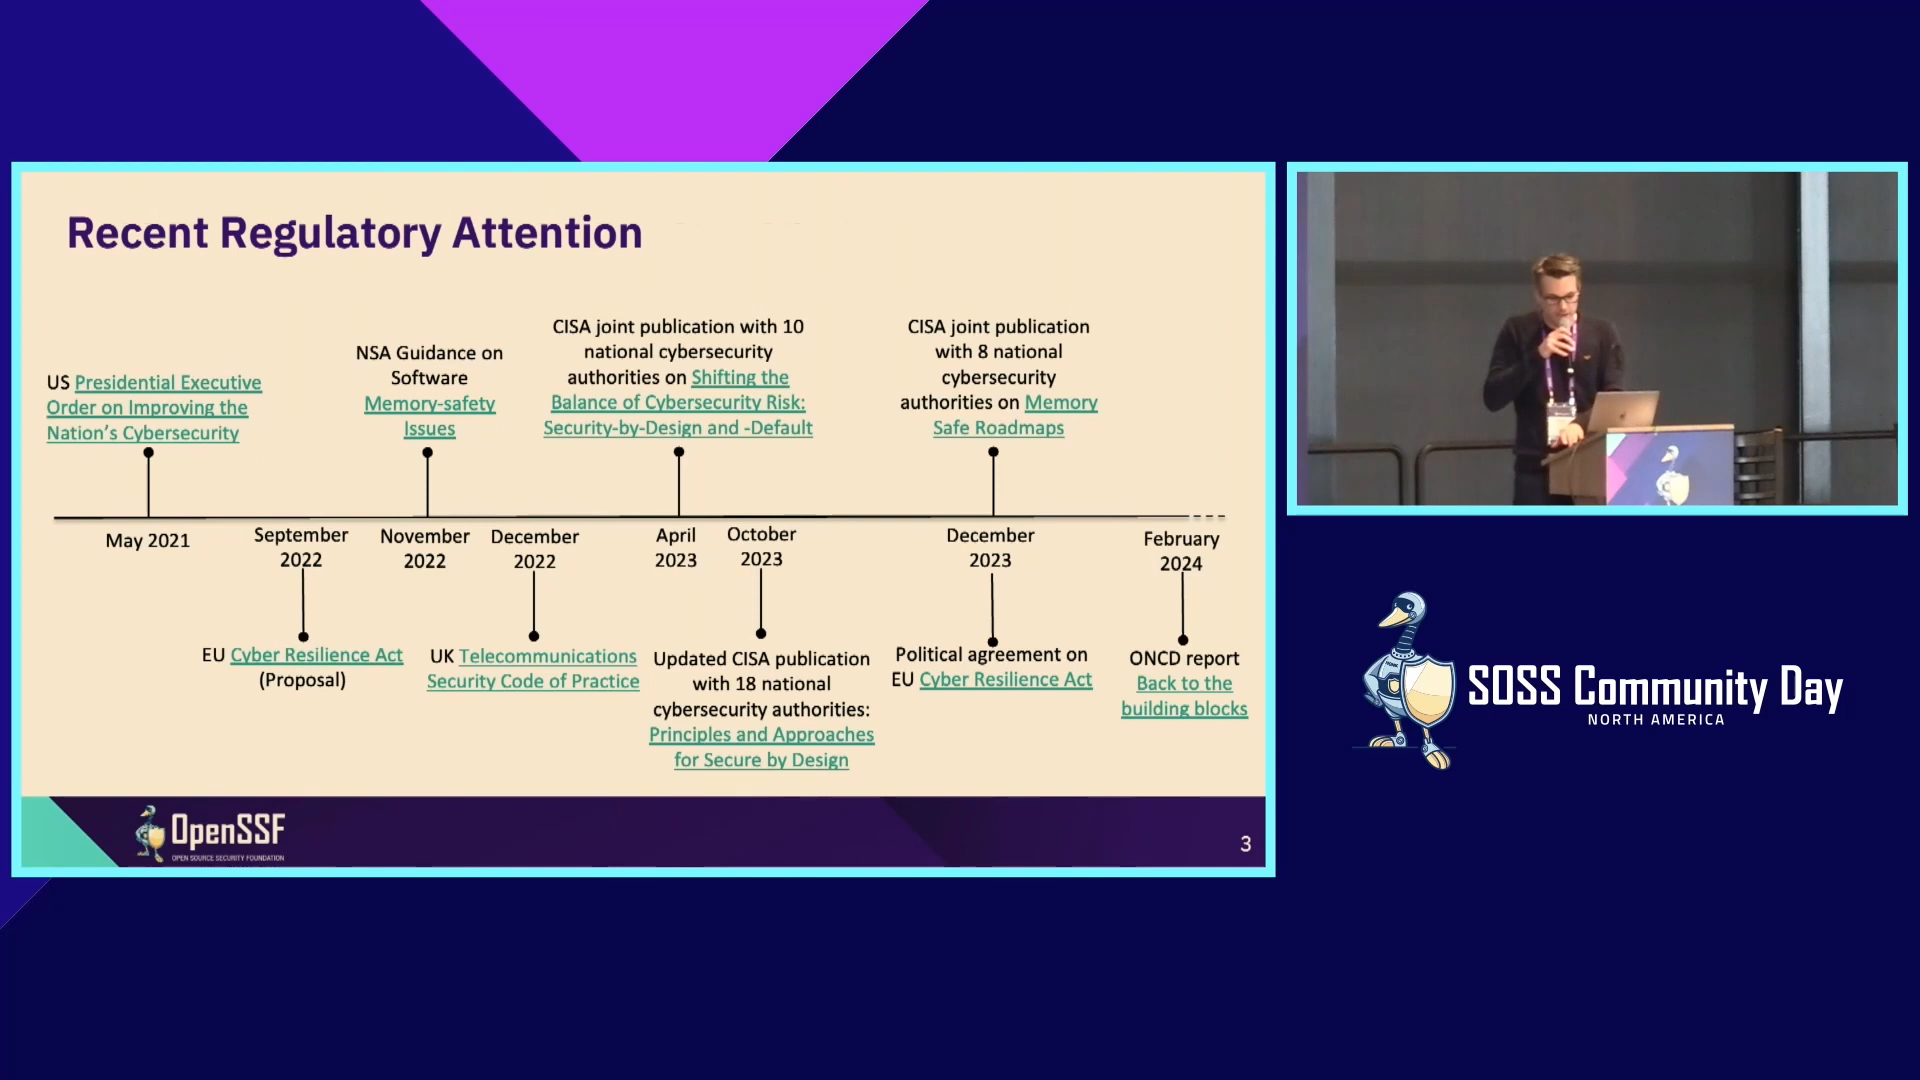 Recent Regulatory Attention
US Presidential Executive
Order on Improving the
Nation's Cybersecurity
NSA Guidance on
Software
Memory-safety
Issues
CISA joint publication with 10
national cybersecurity
authorities on Shifting the
Balance of Cybersecurity Risk:
Security-by-Design and -Default
CISA joint publication
with 8 national
cybersecurity
authorities on Memory
Safe Roadmaps
May 2021
September
2022
November
2022
December
2022
April
2023
October
2023
December
2023
February
2024
EU Cyber Resilience Act
(Proposal)
UK Telecommunications
Security Code of Practice
Updated CISA publication
with 18 national
cybersecurity authorities:
Principles and Approaches
for Secure by Design
Political agreement on
EU Cyber Resilience Act
ONCD report
Back to the
building blocks
OpenSSF
OPEN SOURCE SECURITY FOUNDATION
3
SOSS Community Day
NORTH AMERICA